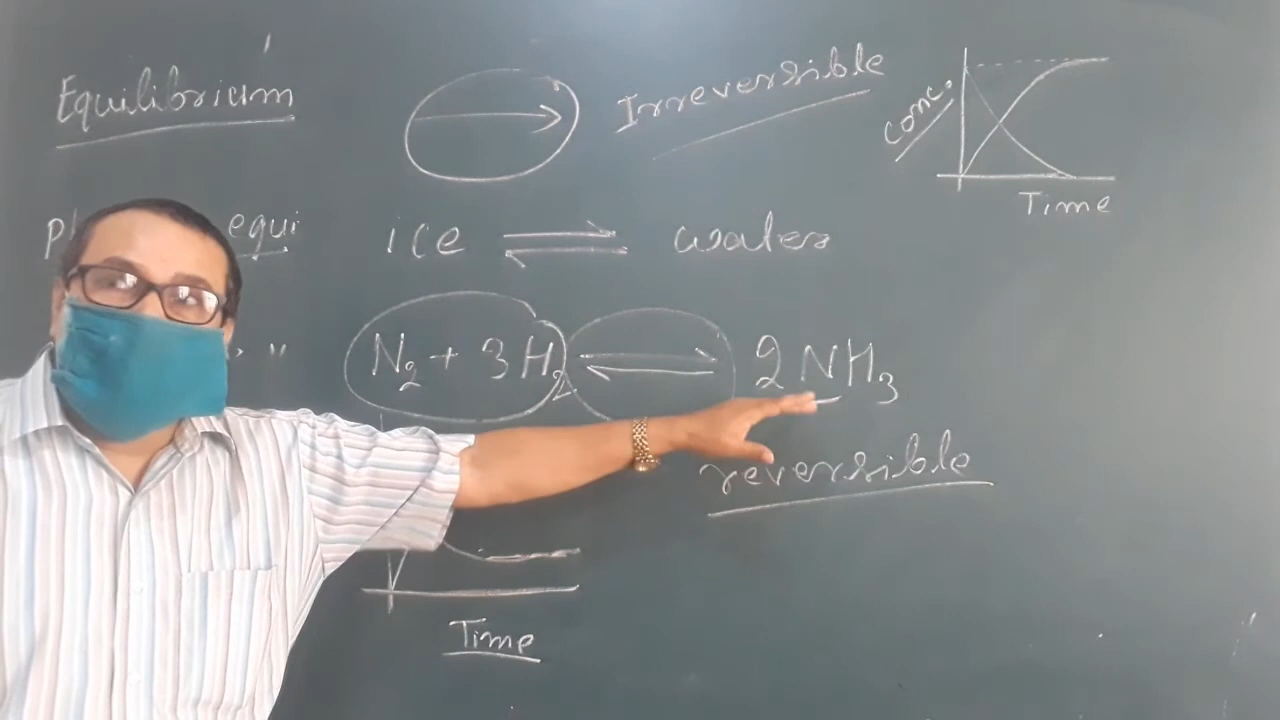 Equilibrium
Irreversible
Conc.
Time
equi
ice ⇌ water
"
N₂ + 3H₂ ⇌ 2NH₃
reversible
Time